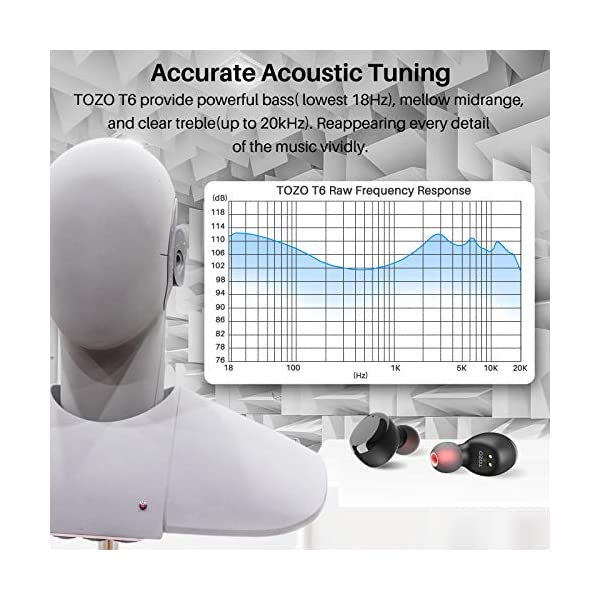 Accurate Acoustic Tuning
TOZO T6 provide powerful bass( lowest 18Hz), mellow midrange,
and clear treble(up to 20kHz). Reappearing every detail
of the music vividly.
TOZO T6 Raw Frequency Response
(dB)
118
114
110
106
102
98
94
90
86
82
78
76
18 100 1K 5K 10K 20K
(Hz)
TOZO